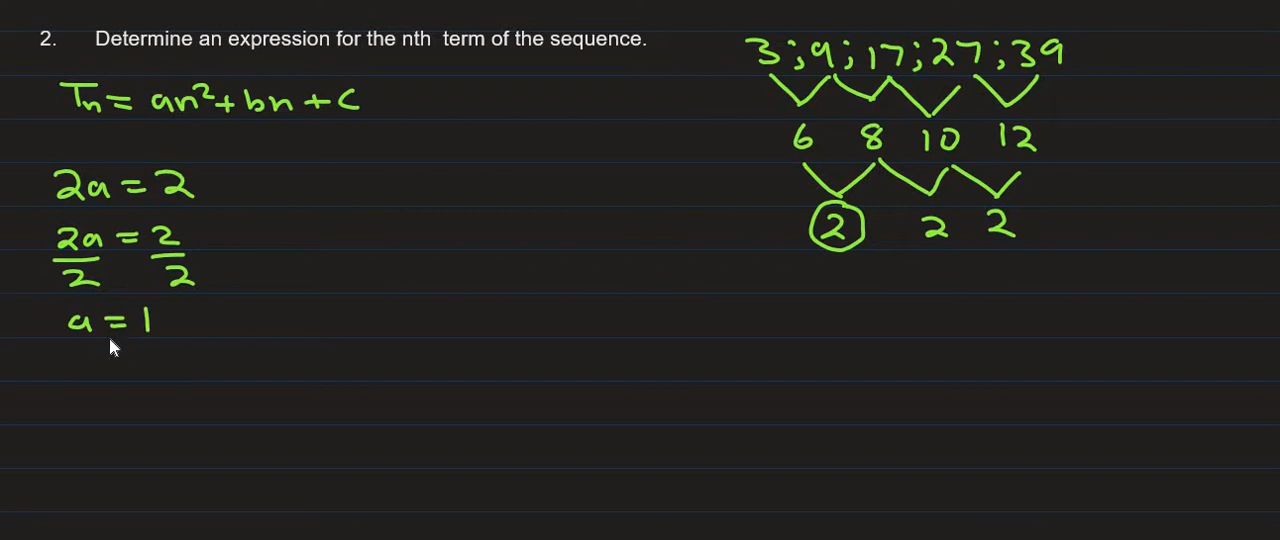 2. Determine an expression for the nth term of the sequence.
3; 9; 17; 27; 39
Tn = an² + bn + c
6 8 10 12
2a = 2
2 2 2
2a/2 = 2/2
a = 1